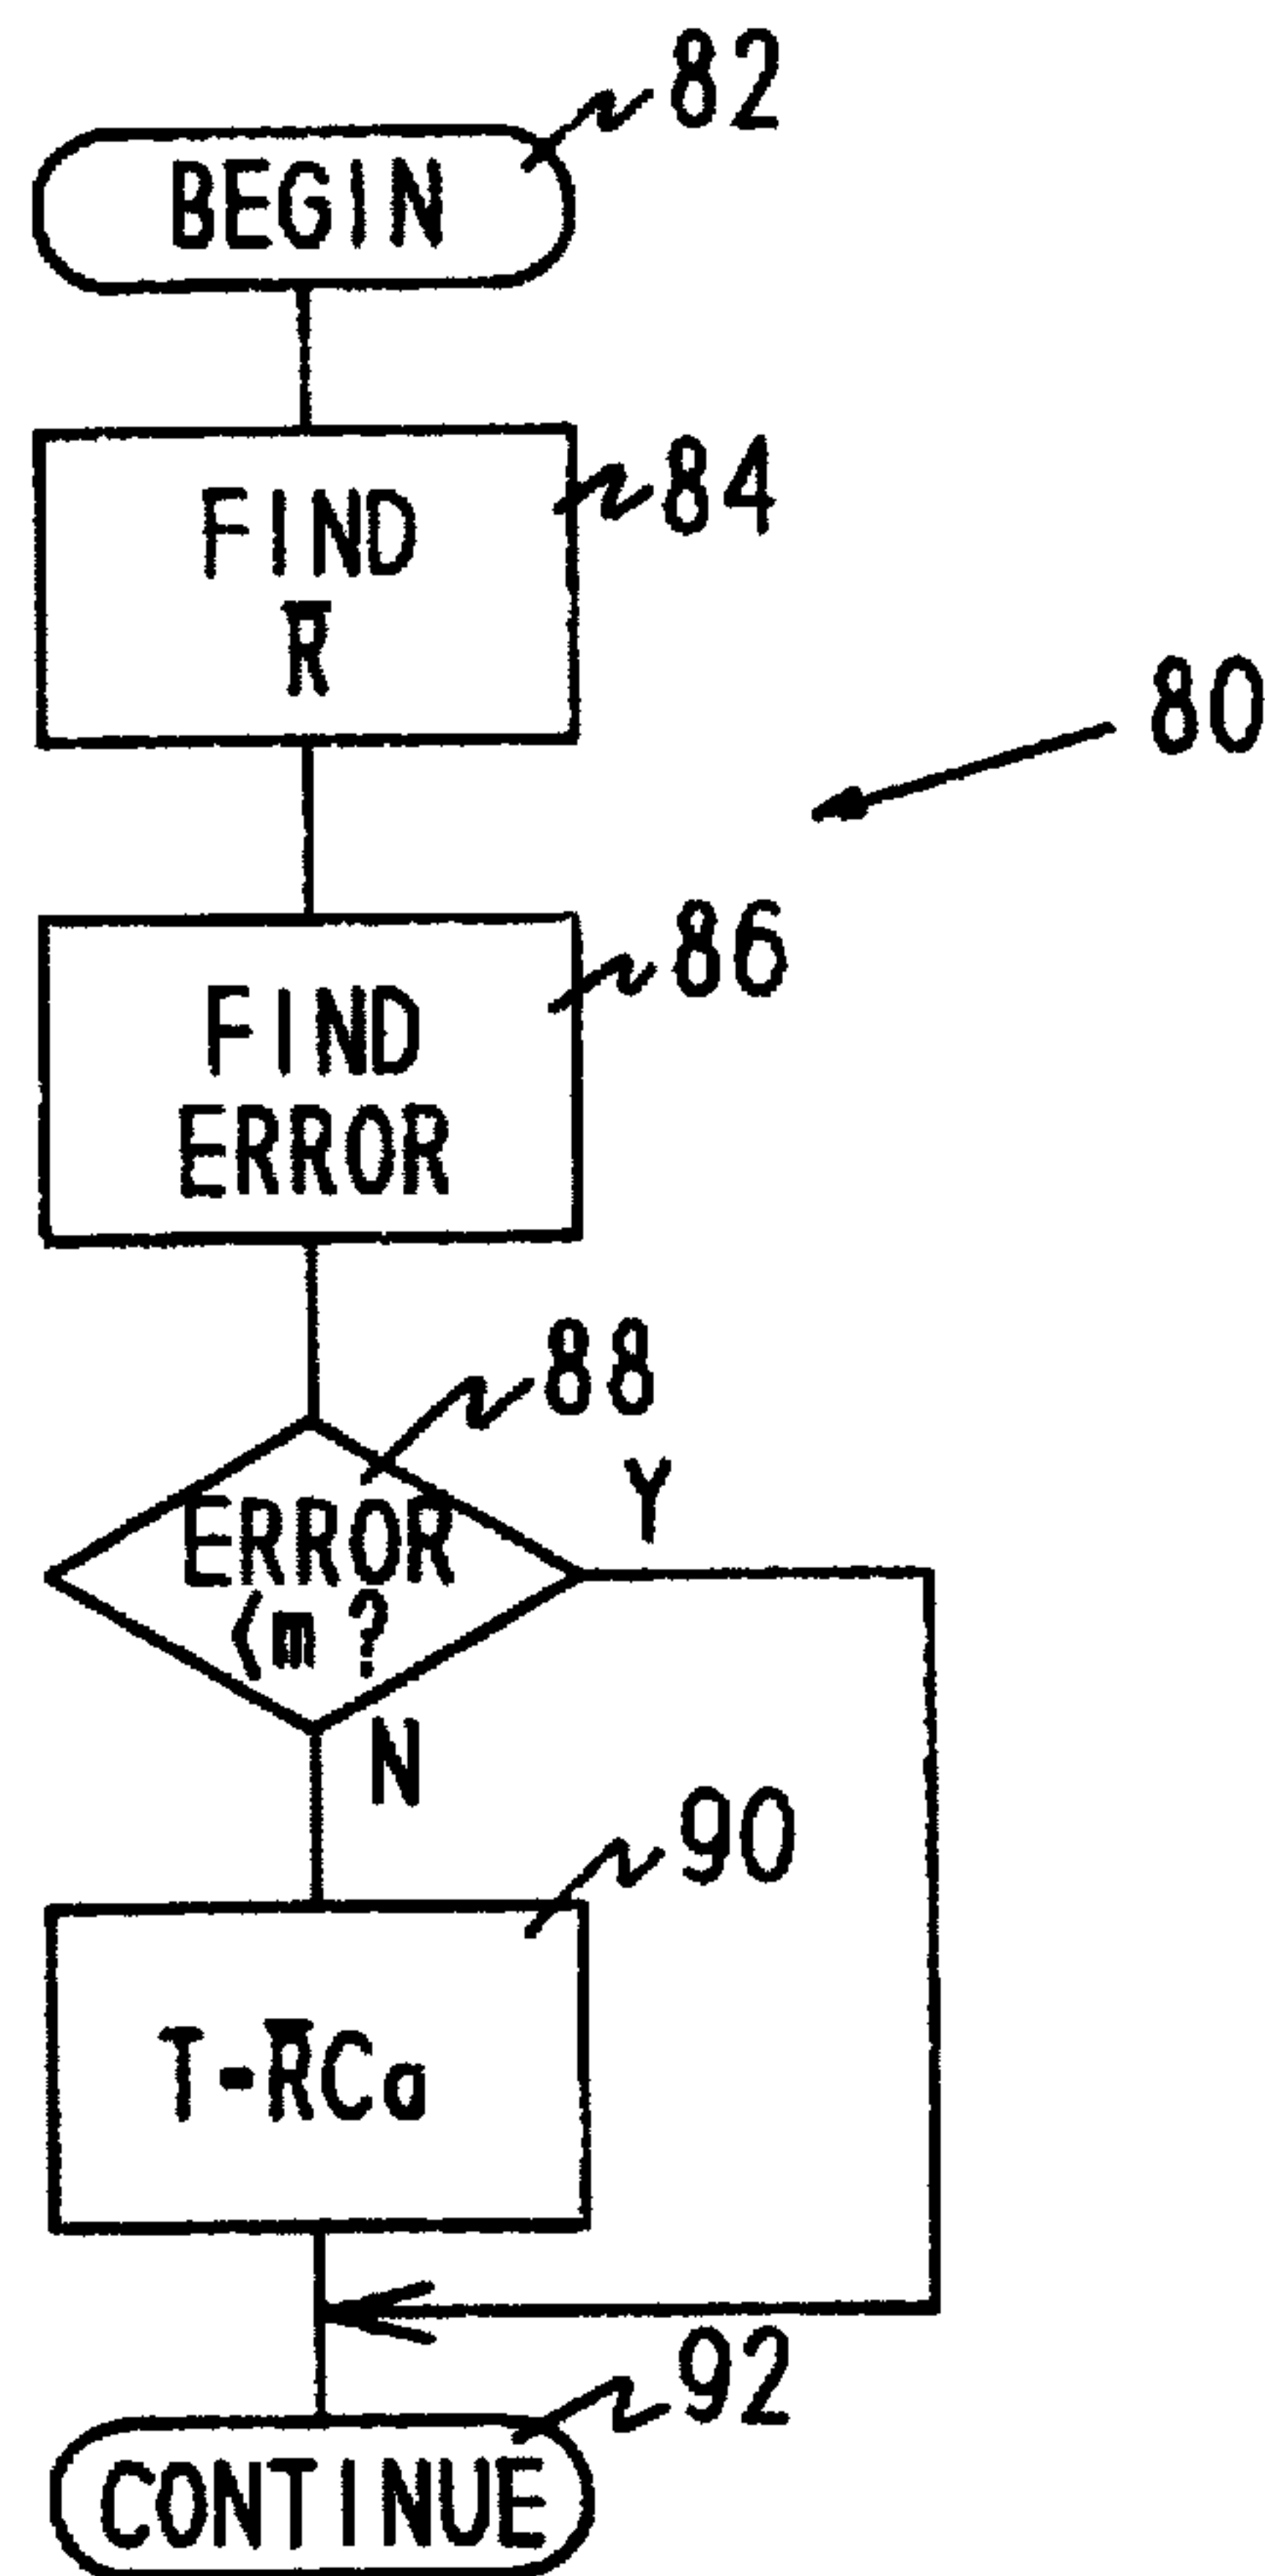 82
BEGIN
84
FIND
R̅
80
86
FIND
ERROR
88
ERROR
<m ?
Y
N
90
T=R̅Ca
92
CONTINUE